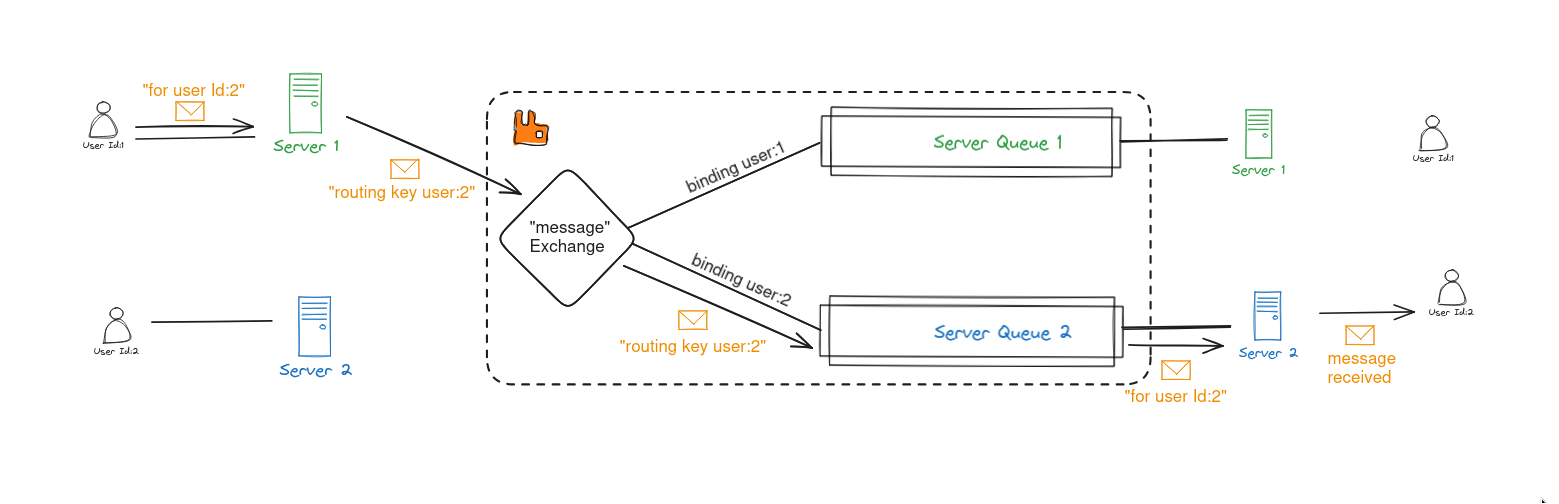 "for user Id:2"
User Id:1
Server 1
"routing key user:2"
"message"
Exchange
binding user:1
Server Queue 1
Server 1
User Id:1
User Id:2
Server 2
binding user:2
"routing key user:2"
Server Queue 2
"for user Id:2"
Server 2
message
received
User Id:2